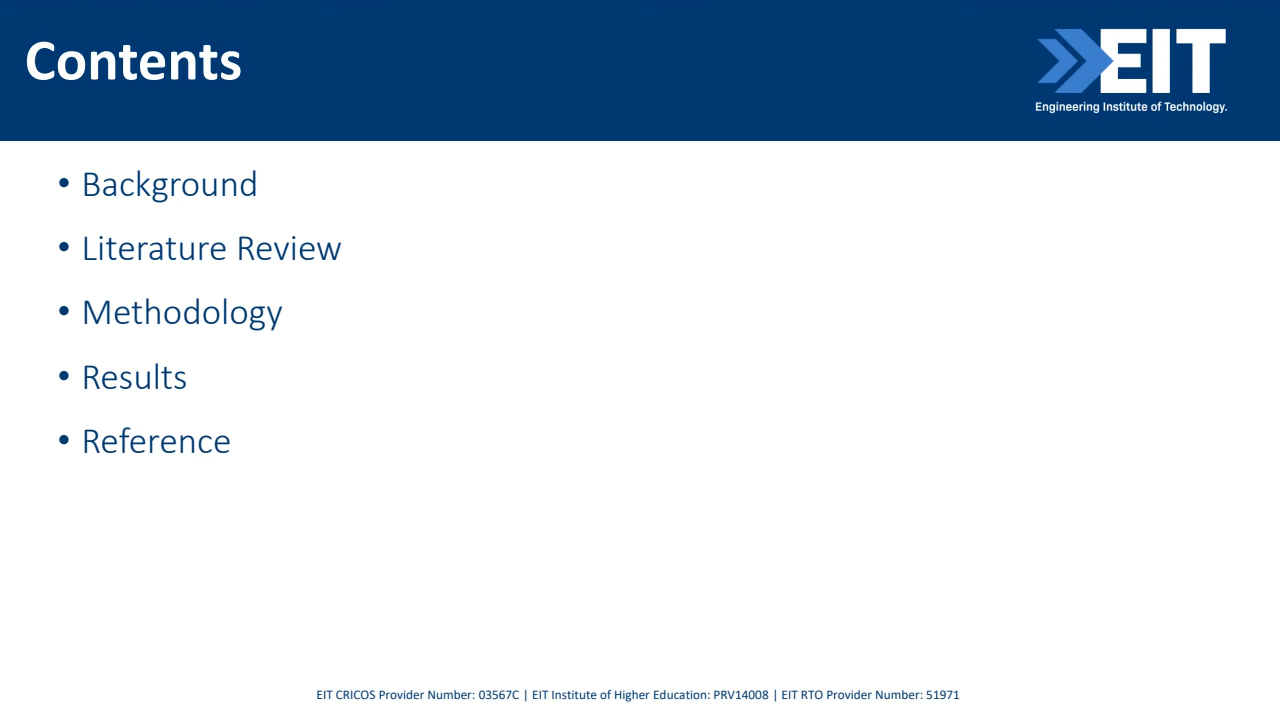 Contents
EIT
Engineering Institute of Technology.
• Background
• Literature Review
• Methodology
• Results
• Reference
EIT CRICOS Provider Number: 03567C | EIT Institute of Higher Education: PRV14008 | EIT RTO Provider Number: 51971